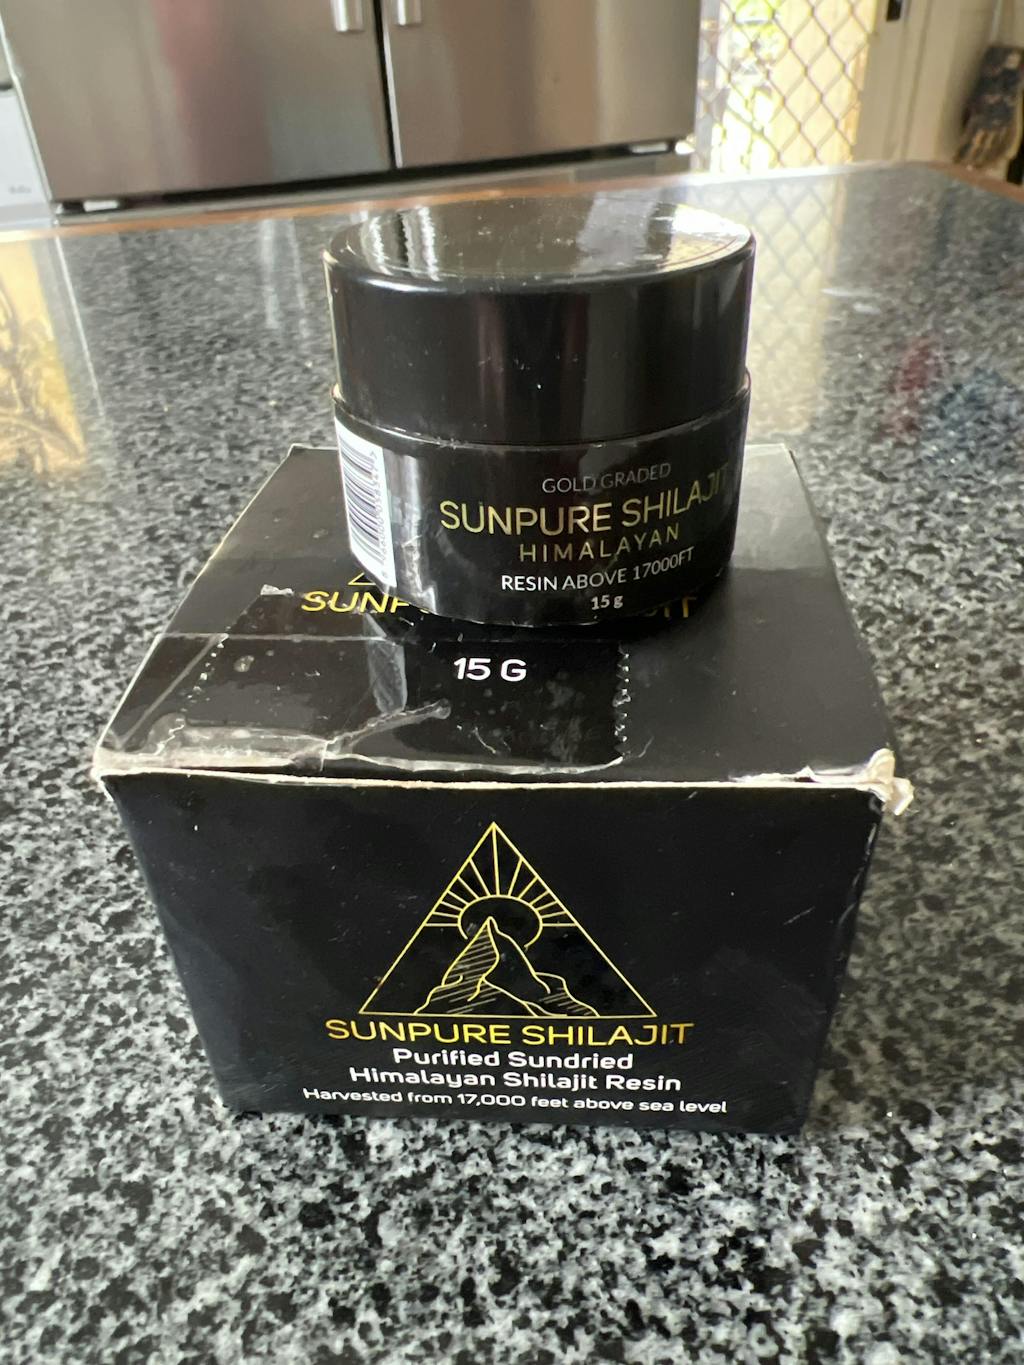 GOLD GRADED
SUNPURE SHILAJIT
HIMALAYAN
RESIN ABOVE 17000FT
15 g
15 G
SUNPURE SHILAJIT
Purified Sundried
Himalayan Shilajit Resin
Harvested from 17,000 feet above sea level